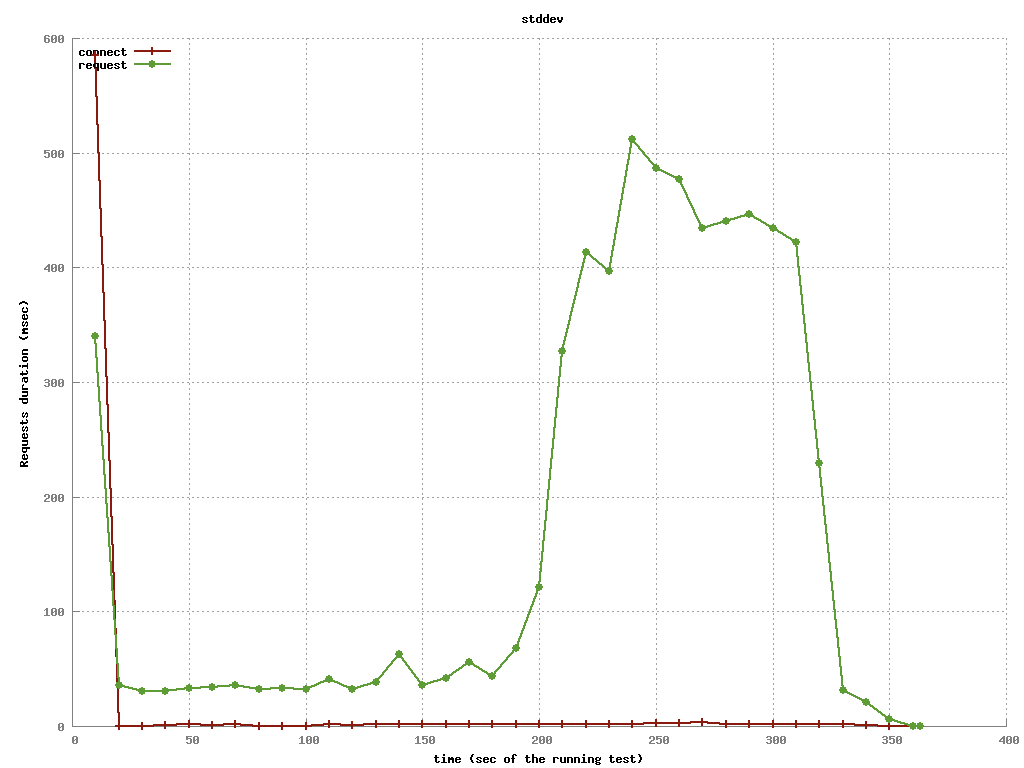 stddev
600
connect
request
500
400
Requests duration (msec)
300
200
100
0
0 50 100 150 200 250 300 350 400
time (sec of the running test)